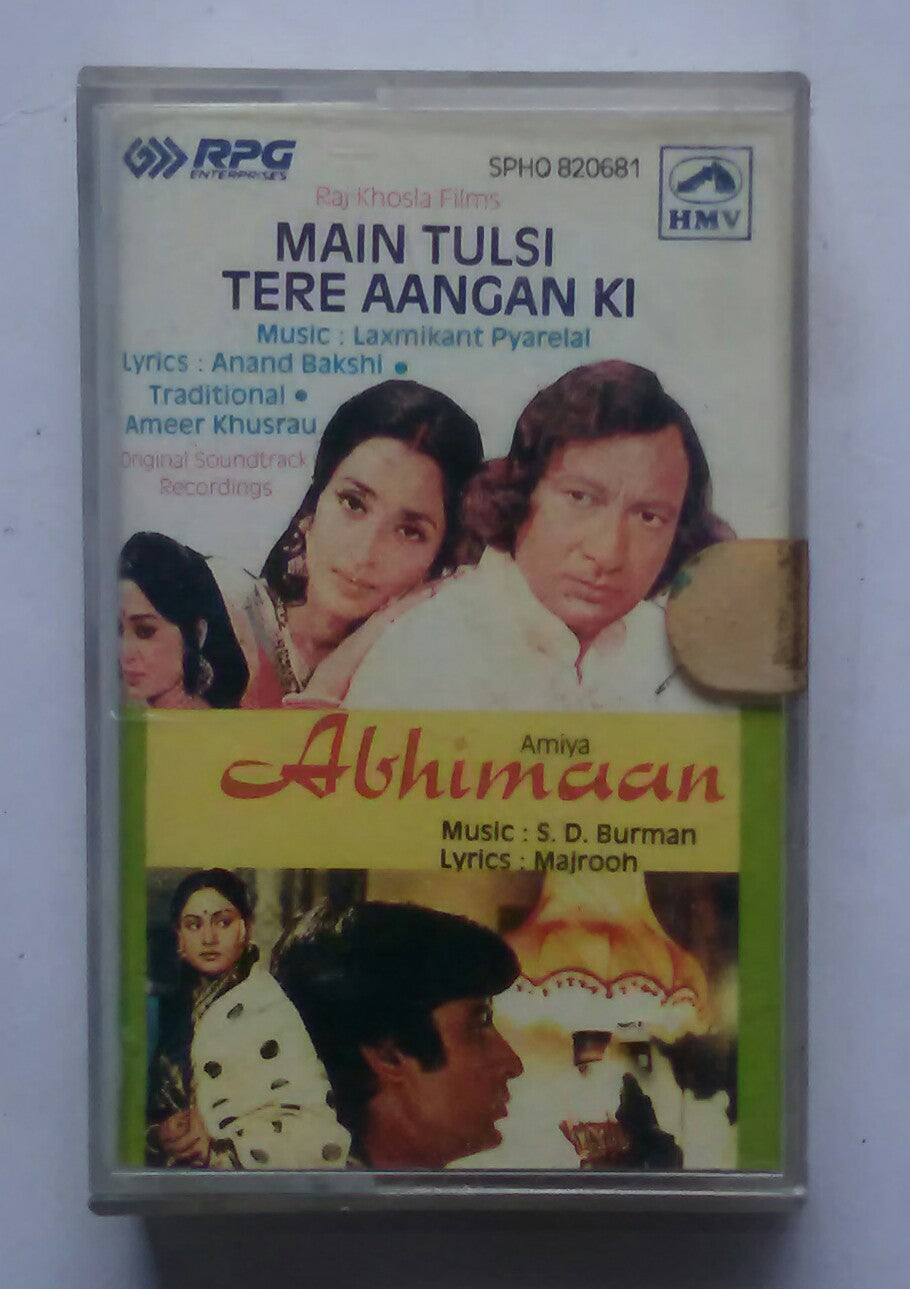 RPG
ENTERPRISES
SPHO 820681
HMV
Raj Khosla Films
MAIN TULSI
TERE AANGAN KI
Music : Laxmikant Pyarelal
Lyrics : Anand Bakshi •
Traditional •
Ameer Khusrau
Original Soundtrack
Recordings
Amiya
Abhimaan
Music : S. D. Burman
Lyrics : Majrooh